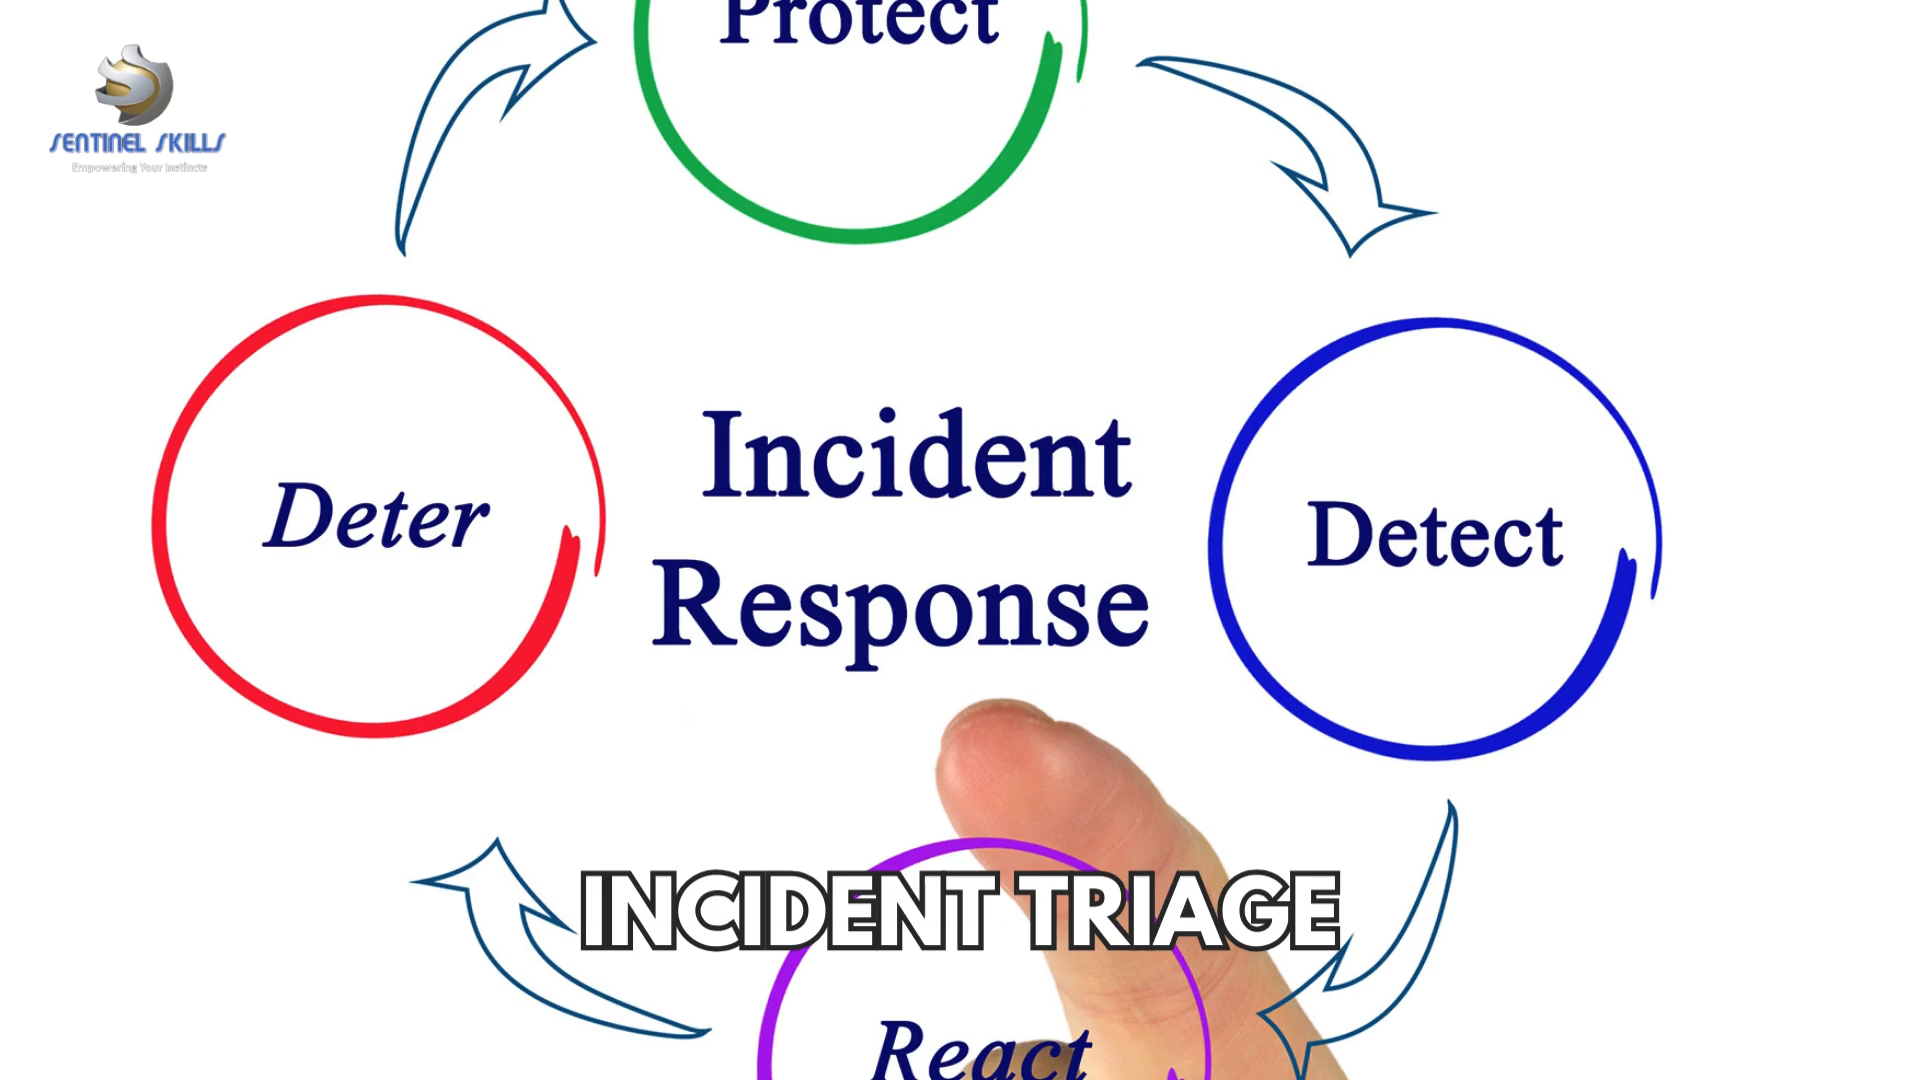 Protect
SENTINEL SKILLS
Empowering Your Instincts
Incident
Response
Deter
Detect
INCIDENT TRIAGE
React